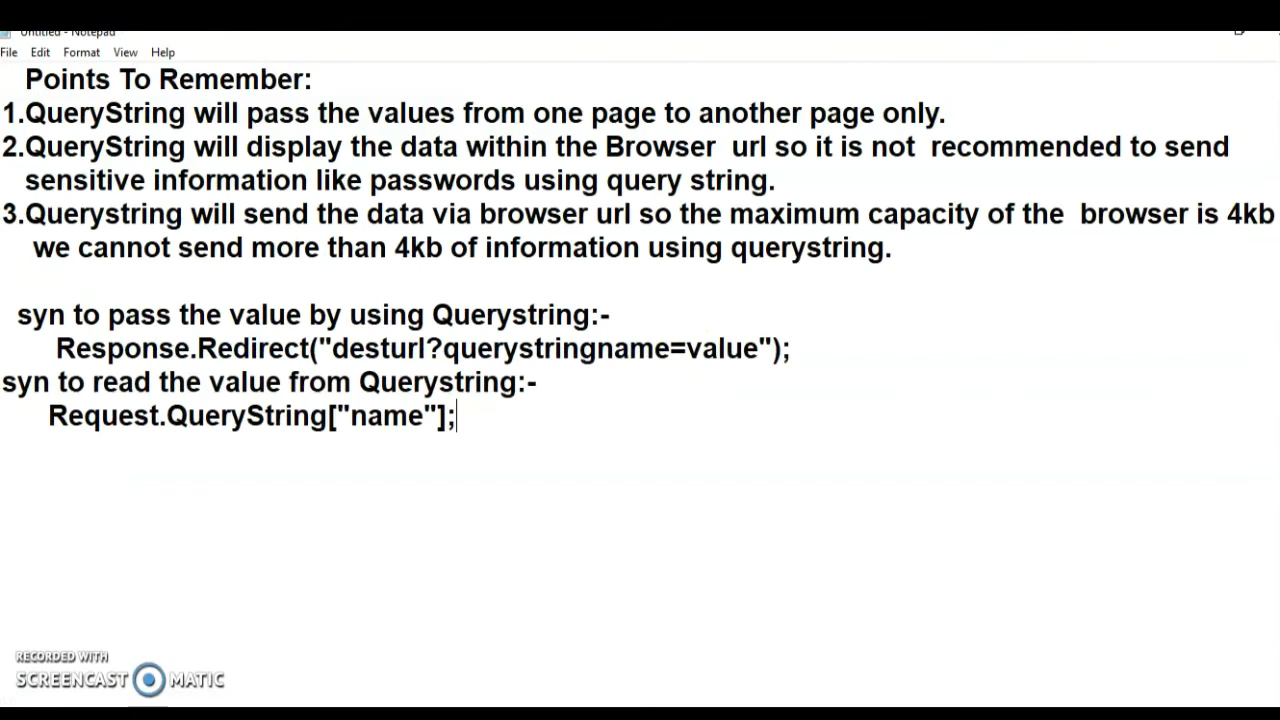 Untitled - Notepad
File Edit Format View Help
Points To Remember:
1.QueryString will pass the values from one page to another page only.
2.QueryString will display the data within the Browser  url so it is not  recommended to send
sensitive information like passwords using query string.
3.Querystring will send the data via browser url so the maximum capacity of the  browser is 4kb
we cannot send more than 4kb of information using querystring.
syn to pass the value by using Querystring:-
Response.Redirect("desturl?querystringname=value");
syn to read the value from Querystring:-
Request.QueryString["name"];
RECORDED WITH
SCREENCAST MATIC